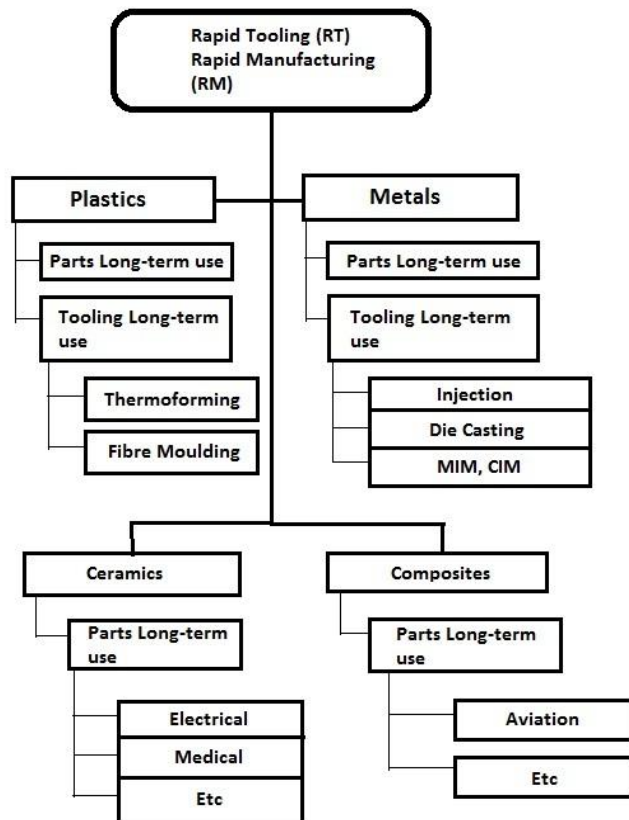 Rapid Tooling (RT)
Rapid Manufacturing
(RM)
Plastics
Parts Long-term use
Tooling Long-term
use
Thermoforming
Fibre Moulding
Metals
Parts Long-term use
Tooling Long-term
use
Injection
Die Casting
MIM, CIM
Ceramics
Parts Long-term
use
Electrical
Medical
Etc
Composites
Parts Long-term
use
Aviation
Etc